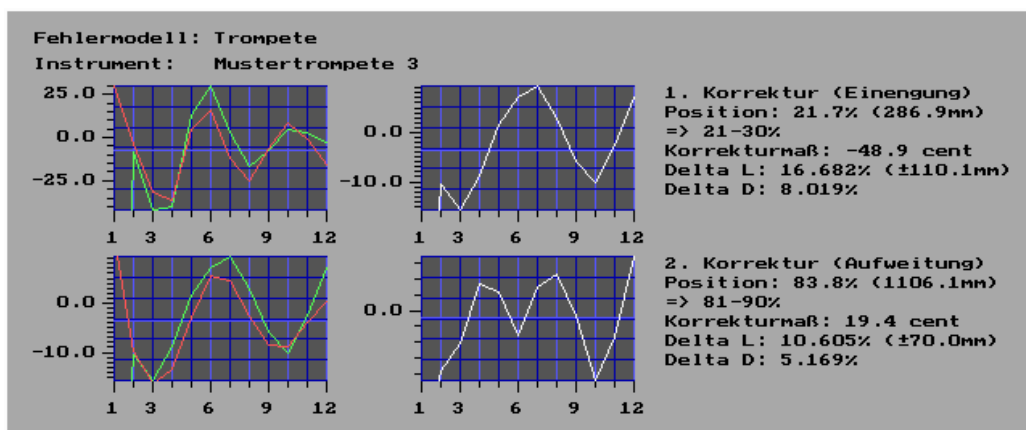 Fehlermodell: Trompete
Instrument: Mustertrompete 3
25.0
0.0
-25.0
1 3 6 9 12
0.0
-10.0
1 3 6 9 12
1. Korrektur (Einengung)
Position: 21.7% (286.9mm)
=> 21-30%
Korrekturmaß: -48.9 cent
Delta L: 16.682% (±110.1mm)
Delta D: 8.019%
0.0
-10.0
1 3 6 9 12
0.0
1 3 6 9 12
2. Korrektur (Aufweitung)
Position: 83.8% (1106.1mm)
=> 81-90%
Korrekturmaß: 19.4 cent
Delta L: 10.605% (±70.0mm)
Delta D: 5.169%